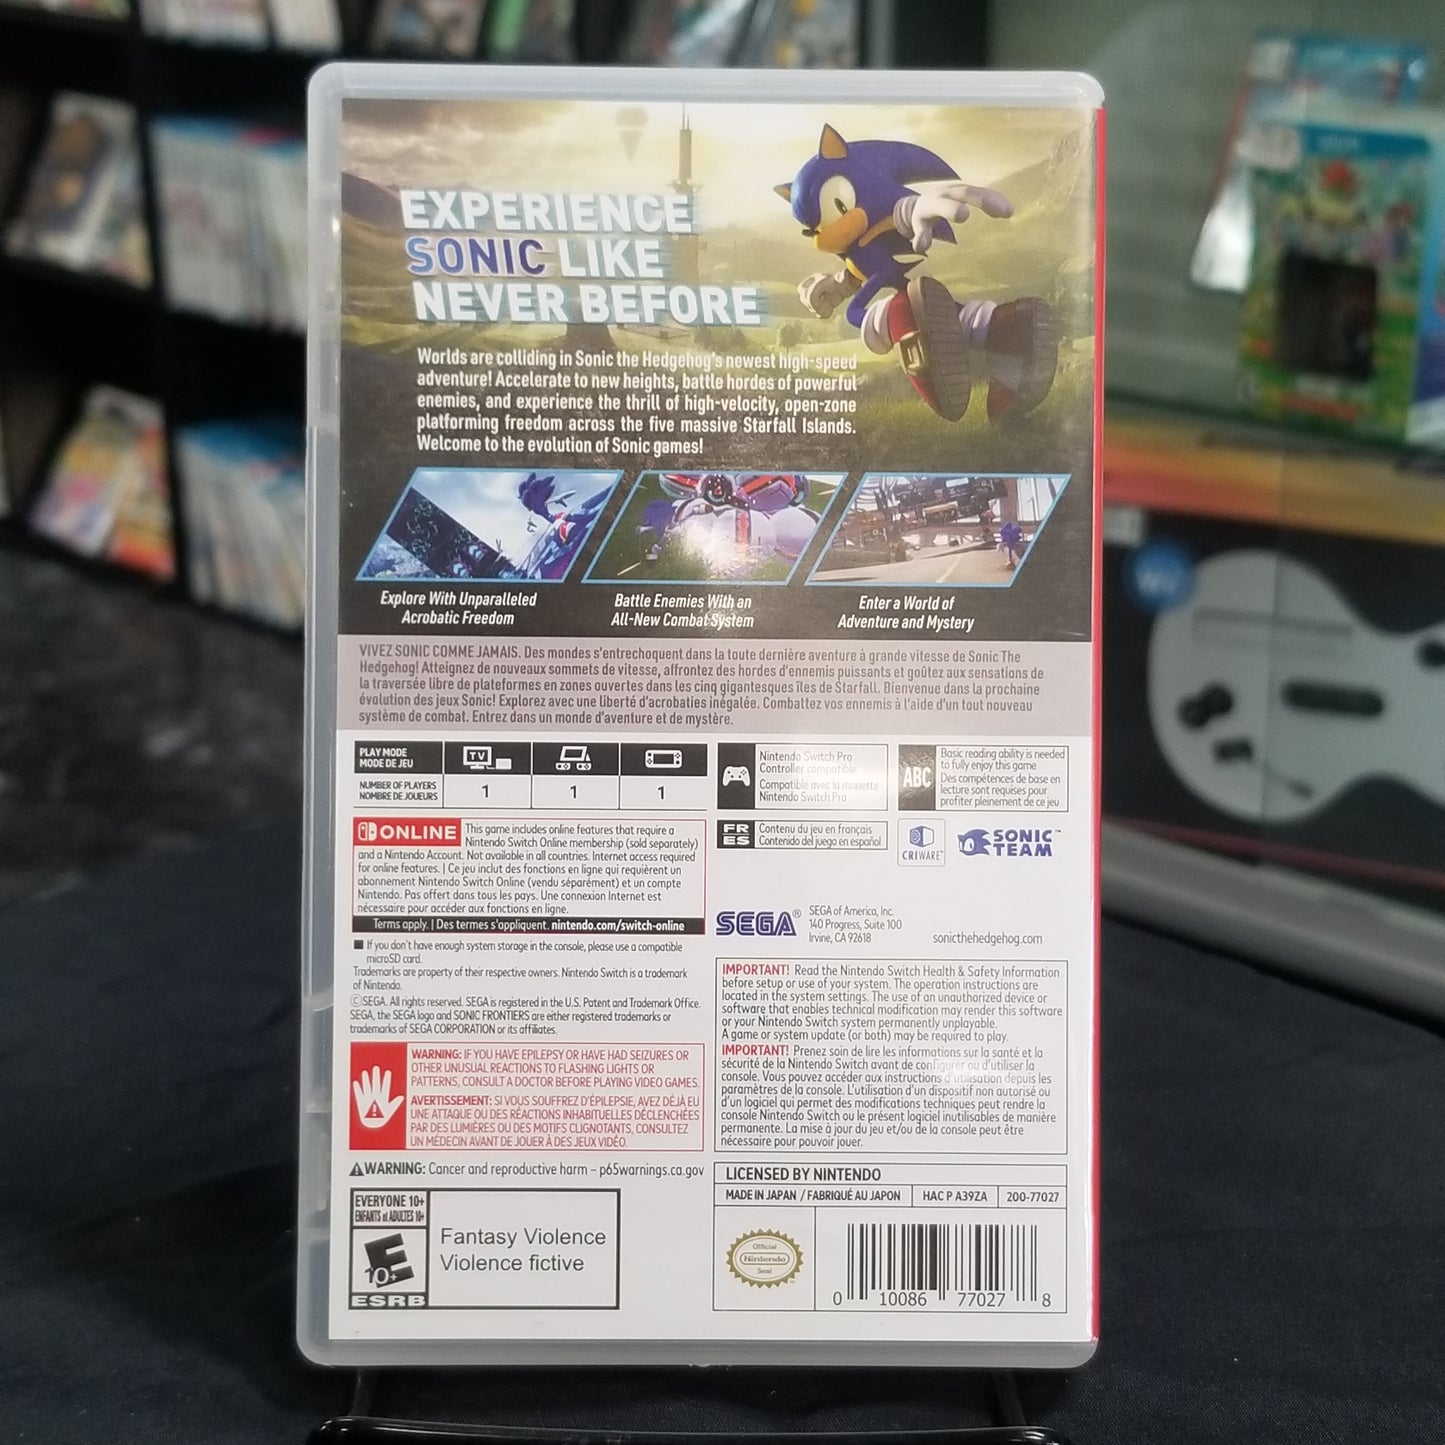 EXPERIENCE
SONIC LIKE
NEVER BEFORE
Worlds are colliding in Sonic the Hedgehog's newest high-speed
adventure! Accelerate to new heights, battle hordes of powerful
enemies, and experience the thrill of high-velocity, open-zone
platforming freedom across the five massive Starfall Islands.
Welcome to the evolution of Sonic games!
Explore With Unparalleled
Acrobatic Freedom
Battle Enemies With an
All-New Combat System
Enter a World of
Adventure and Mystery
VIVEZ SONIC COMME JAMAIS. Des mondes s'entrechoquent dans la toute dernière aventure à grande vitesse de Sonic The
Hedgehog! Atteignez de nouveaux sommets de vitesse, affrontez des hordes d'ennemis puissants et goûtez aux sensations de
la traversée libre de plateformes en zones ouvertes dans les cinq gigantesques îles de Starfall. Bienvenue dans la prochaine
évolution des jeux Sonic! Explorez avec une liberté d'acrobaties inégalée. Combattez vos ennemis à l'aide d'un tout nouveau
système de combat. Entrez dans un monde d'aventure et de mystère.
PLAY MODE
MODE DE JEU
TV
NUMBER OF PLAYERS
NOMBRE DE JOUEURS
1
1
1
Nintendo Switch Pro
Controller compatible
Compatible avec la manette
Nintendo Switch Pro
ABC
Basic reading ability is needed
to fully enjoy this game
Des compétences de base en
lecture sont requises pour
profiter pleinement de ce jeu
ONLINE
This game includes online features that require a
Nintendo Switch Online membership (sold separately)
and a Nintendo Account. Not available in all countries. Internet access required
for online features. | Ce jeu inclut des fonctions en ligne qui requièrent un
abonnement Nintendo Switch Online (vendu séparément) et un compte
Nintendo. Pas offert dans tous les pays. Une connexion Internet est
nécessaire pour accéder aux fonctions en ligne.
Terms apply. | Des termes s'appliquent. nintendo.com/switch-online
FR
ES
Contenu du jeu en français
Contenido del juego en español
CRIWARE™
SONIC™
TEAM
■ If you don't have enough system storage in the console, please use a compatible
microSD card.
Trademarks are property of their respective owners. Nintendo Switch is a trademark
of Nintendo.
©SEGA. All rights reserved. SEGA is registered in the U.S. Patent and Trademark Office.
SEGA, the SEGA logo and SONIC FRONTIERS are either registered trademarks or
trademarks of SEGA CORPORATION or its affiliates.
SEGA®
SEGA of America, Inc.
140 Progress, Suite 100
Irvine, CA 92618
sonicthehedgehog.com
WARNING: IF YOU HAVE EPILEPSY OR HAVE HAD SEIZURES OR
OTHER UNUSUAL REACTIONS TO FLASHING LIGHTS OR
PATTERNS, CONSULT A DOCTOR BEFORE PLAYING VIDEO GAMES.
AVERTISSEMENT: SI VOUS SOUFFREZ D'ÉPILEPSIE, AVEZ DÉJÀ EU
UNE ATTAQUE OU DES RÉACTIONS INHABITUELLES DÉCLENCHÉES
PAR DES LUMIÈRES OU DES MOTIFS CLIGNOTANTS, CONSULTEZ
UN MÉDECIN AVANT DE JOUER À DES JEUX VIDÉO.
IMPORTANT! Read the Nintendo Switch Health & Safety Information
before setup or use of your system. The operation instructions are
located in the system settings. The use of an unauthorized device or
software that enables technical modification may render this software
or your Nintendo Switch system permanently unplayable.
A game or system update (or both) may be required to play.
IMPORTANT! Prenez soin de lire les informations sur la santé et la
sécurité de la Nintendo Switch avant de configurer ou d'utiliser la
console. Vous pouvez accéder aux instructions d'utilisation depuis les
paramètres de la console. L'utilisation d'un dispositif non autorisé ou
d'un logiciel qui permet des modifications techniques peut rendre la
console Nintendo Switch ou le présent logiciel inutilisables de manière
permanente. La mise à jour du jeu et/ou de la console peut être
nécessaire pour pouvoir jouer.
WARNING: Cancer and reproductive harm – p65warnings.ca.gov
EVERYONE 10+
ENFANTS et ADULTES 10+
E
10+
ESRB
Fantasy Violence
Violence fictive
LICENSED BY NINTENDO
MADE IN JAPAN / FABRIQUÉ AU JAPON
HAC P A39ZA
200-77027
Official
Nintendo
Seal
0 10086 77027 8
Wii